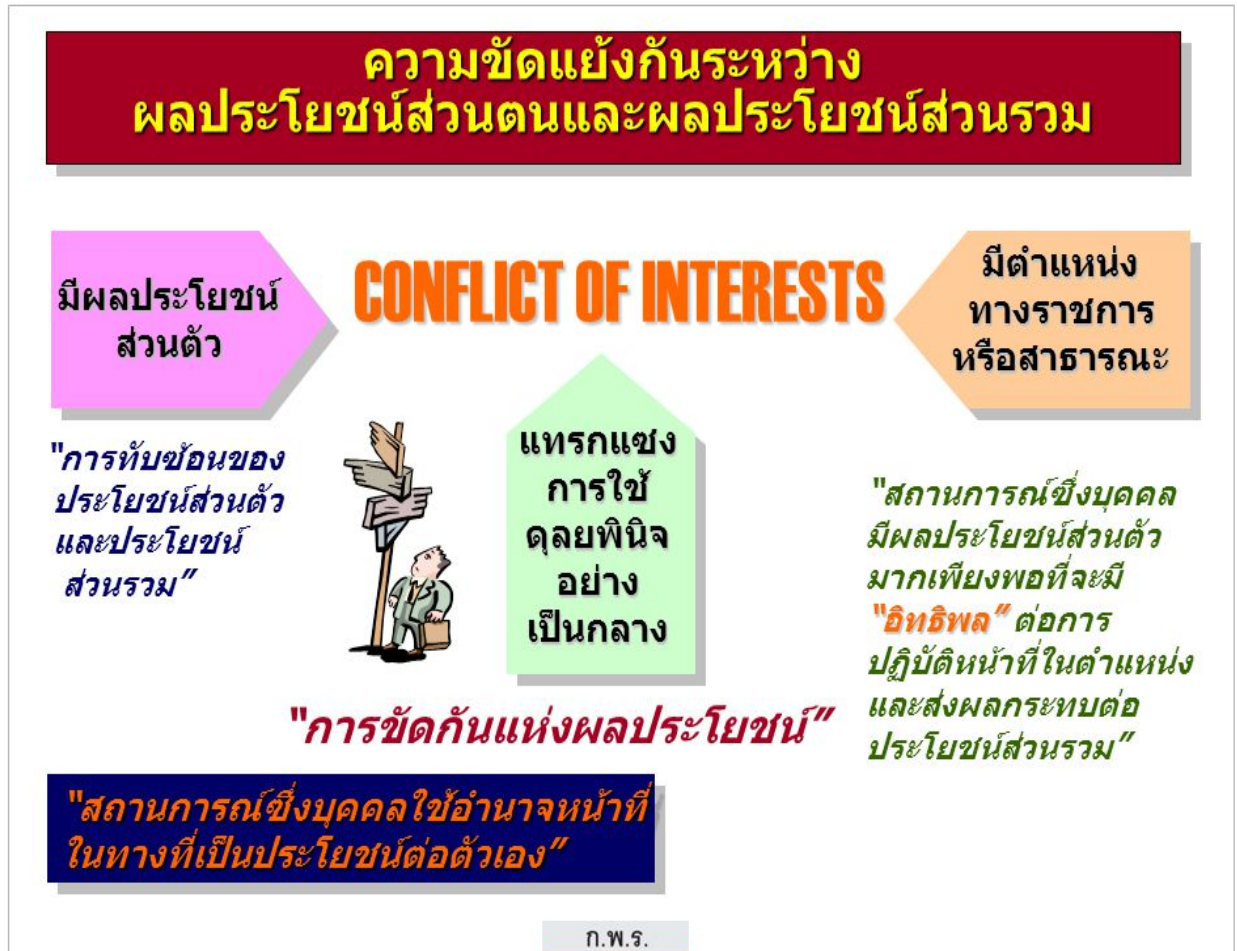 ความขัดแย้งกันระหว่าง
ผลประโยชน์ส่วนตนและผลประโยชน์ส่วนรวม
มีผลประโยชน์
ส่วนตัว
CONFLICT OF INTERESTS
มีตำแหน่ง
ทางราชการ
หรือสาธารณะ
"การทับซ้อนของ
ประโยชน์ส่วนตัว
และประโยชน์
ส่วนรวม"
แทรกแซง
การใช้
ดุลยพินิจ
อย่าง
เป็นกลาง
"สถานการณ์ซึ่งบุคคล
มีผลประโยชน์ส่วนตัว
มากเพียงพอที่จะมี
"อิทธิพล" ต่อการ
ปฏิบัติหน้าที่ในตำแหน่ง
และส่งผลกระทบต่อ
ประโยชน์ส่วนรวม"
"การขัดกันแห่งผลประโยชน์"
"สถานการณ์ซึ่งบุคคลใช้อำนาจหน้าที่
ในทางที่เป็นประโยชน์ต่อตัวเอง"
ก.พ.ร.